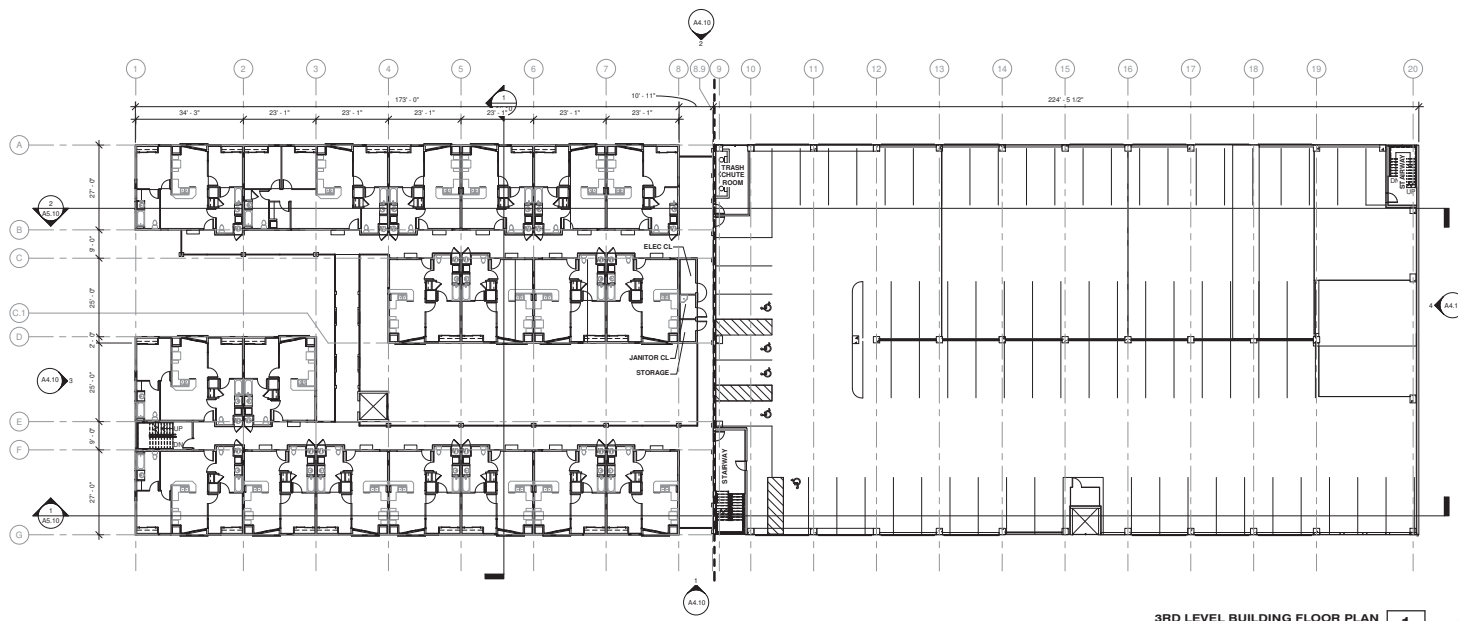 A4.10
2
1 2 3 4 5 6 7 8 8.9 9 10 11 12 13 14 15 16 17 18 19 20
1
173' - 0"
10' - 11"
224' - 5 1/2"
34' - 3" 23' - 1" 23' - 1" 23' - 1" 23' - 1" 23' - 1" 23' - 1"
A
27' - 0"
TRASH
CHUTE
ROOM
STAIRWAY
DN
UP
2
A5.10
B
9' - 0"
ELEC CL
C
25' - 0"
C.1
4
A4.1
D
2' - 0"
JANITOR CL
STORAGE
A4.10
3
25' - 0"
E
UP
DN
9' - 0"
F
STAIRWAY
27' - 0"
1
A5.10
G
1
A4.10
3RD LEVEL BUILDING FLOOR PLAN
1